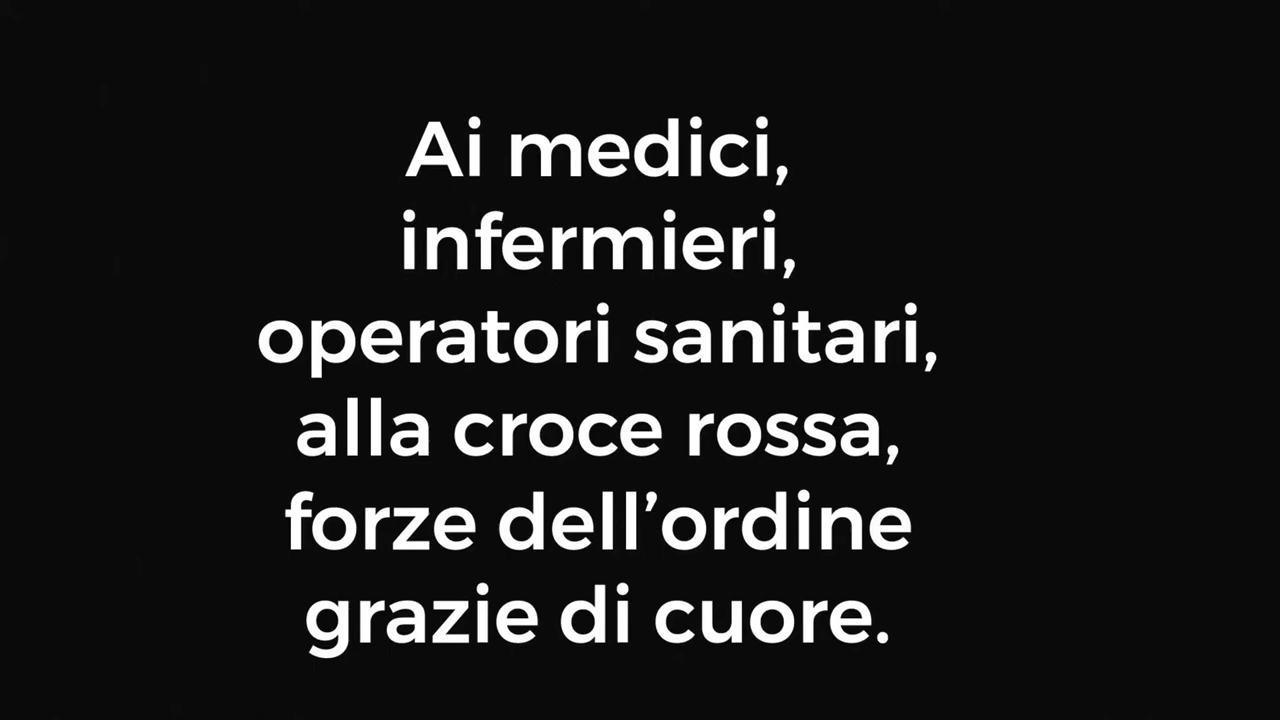 Ai medici,
infermieri,
operatori sanitari,
alla croce rossa,
forze dell’ordine
grazie di cuore.